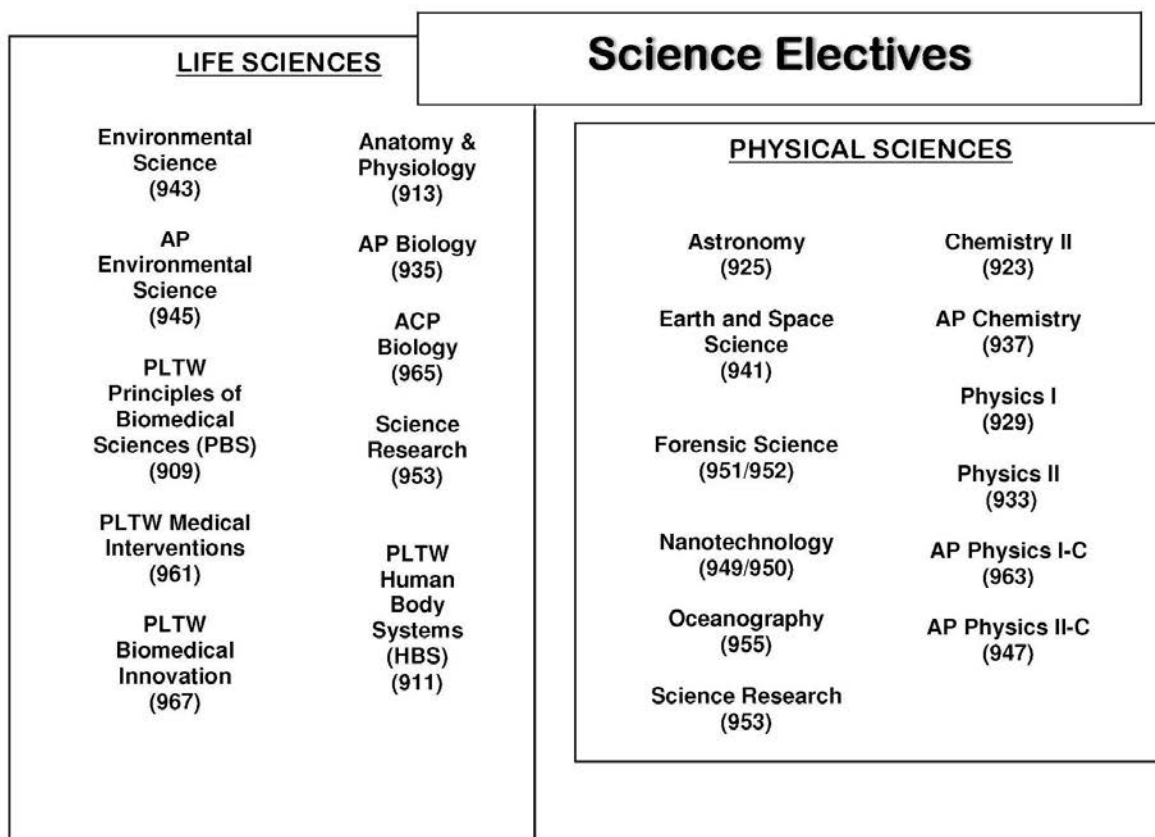 Science Electives
LIFE SCIENCES
Environmental
Science
(943)
AP
Environmental
Science
(945)
PLTW
Principles of
Biomedical
Sciences (PBS)
(909)
PLTW Medical
Interventions
(961)
PLTW
Biomedical
Innovation
(967)
Anatomy &
Physiology
(913)
AP Biology
(935)
ACP
Biology
(965)
Science
Research
(953)
PLTW
Human
Body
Systems
(HBS)
(911)
PHYSICAL SCIENCES
Astronomy
(925)
Earth and Space
Science
(941)
Forensic Science
(951/952)
Nanotechnology
(949/950)
Oceanography
(955)
Science Research
(953)
Chemistry II
(923)
AP Chemistry
(937)
Physics I
(929)
Physics II
(933)
AP Physics I-C
(963)
AP Physics II-C
(947)